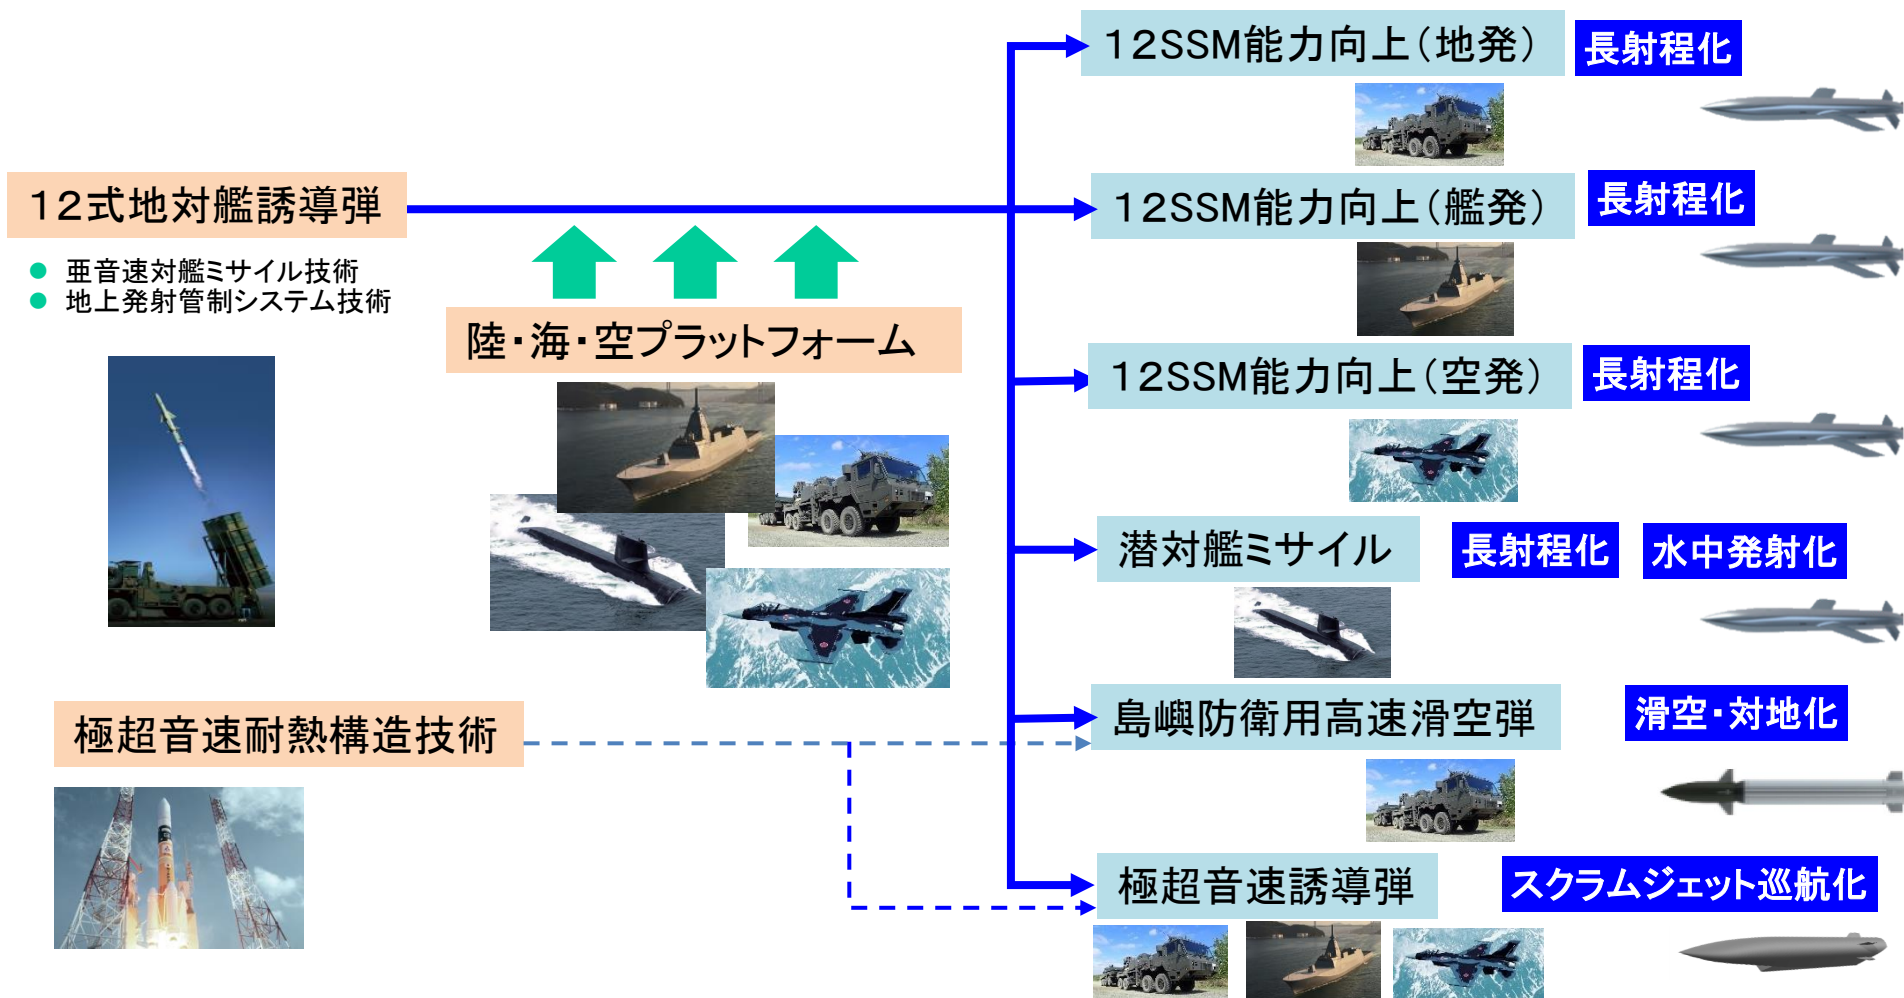 12SSM能力向上(地発)
長射程化
12式地対艦誘導弾
● 亜音速対艦ミサイル技術
● 地上発射管制システム技術
12SSM能力向上(艦発)
長射程化
陸・海・空プラットフォーム
12SSM能力向上(空発)
長射程化
潜対艦ミサイル
長射程化
水中発射化
極超音速耐熱構造技術
島嶼防衛用高速滑空弾
滑空・対地化
極超音速誘導弾
スクラムジェット巡航化